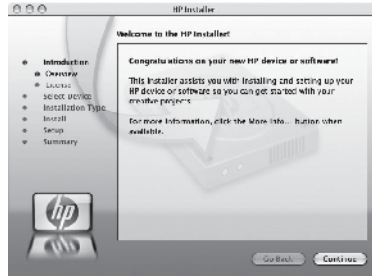 HP Installer
Welcome to the HP Installer!
Introduction
Overview
License
Select Device
Installation Type
Install
Setup
Summary
Congratulations on your new HP device or software!
This installer assists you with installing and setting up your
HP device or software so you can get started with your
creative projects.
For more information, click the More Info... button when
available.
hp
Go Back
Continue